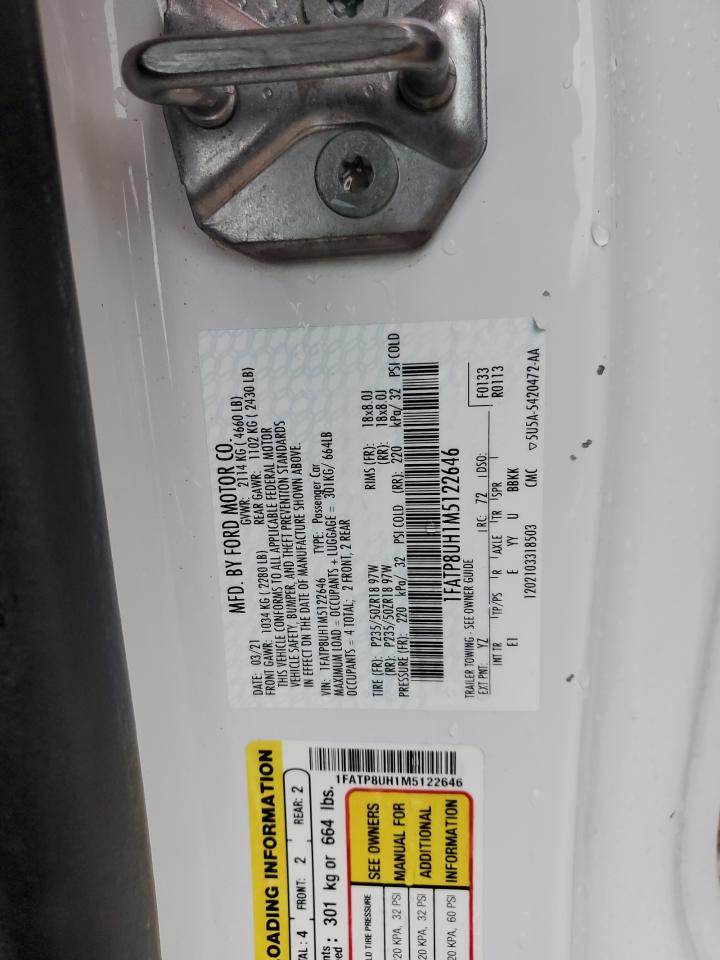 MFD. BY FORD MOTOR CO.
DATE: 03/21 GVWR: 2114 KG ( 4660 LB)
FRONT GAWR: 1034 KG ( 2280 LB) REAR GAWR: 1102 KG ( 2430 LB)
THIS VEHICLE CONFORMS TO ALL APPLICABLE FEDERAL MOTOR
VEHICLE SAFETY, BUMPER, AND THEFT PREVENTION STANDARDS
IN EFFECT ON THE DATE OF MANUFACTURE SHOWN ABOVE.
VIN: 1FATP8UH1M5122646 TYPE: Passenger Car
MAXIMUM LOAD = OCCUPANTS + LUGGAGE = 301KG/ 664LB
OCCUPANTS = 4 TOTAL; 2 FRONT, 2 REAR
TIRE (FR): P235/50ZR18 97W RIMS (FR): 18x8.0J
(RR): P235/50ZR18 97W (RR): 18x8.0J
PRESSURE (FR): 220 kPa/ 32 PSI COLD (RR): 220 kPa/ 32 PSI COLD
1FATP8UH1M5122646
TRAILER TOWING - SEE OWNER GUIDE
F0133
R0113
EXT PNT: YZ RC: 72 DSO:
INT TR TP/PS R AXLE TR SPR
EI E YY U BBKK
1202103318503 CMC ▽5U5A-5420472-AA
1FATP8UH1M5122646
OADING INFORMATION
TAL: 4 FRONT: 2 REAR: 2
301 kg or 664 lbs.
LD TIRE PRESSURE
20 KPA, 32 PSI
20 KPA, 32 PSI
20 KPA, 60 PSI
SEE OWNERS
MANUAL FOR
ADDITIONAL
INFORMATION